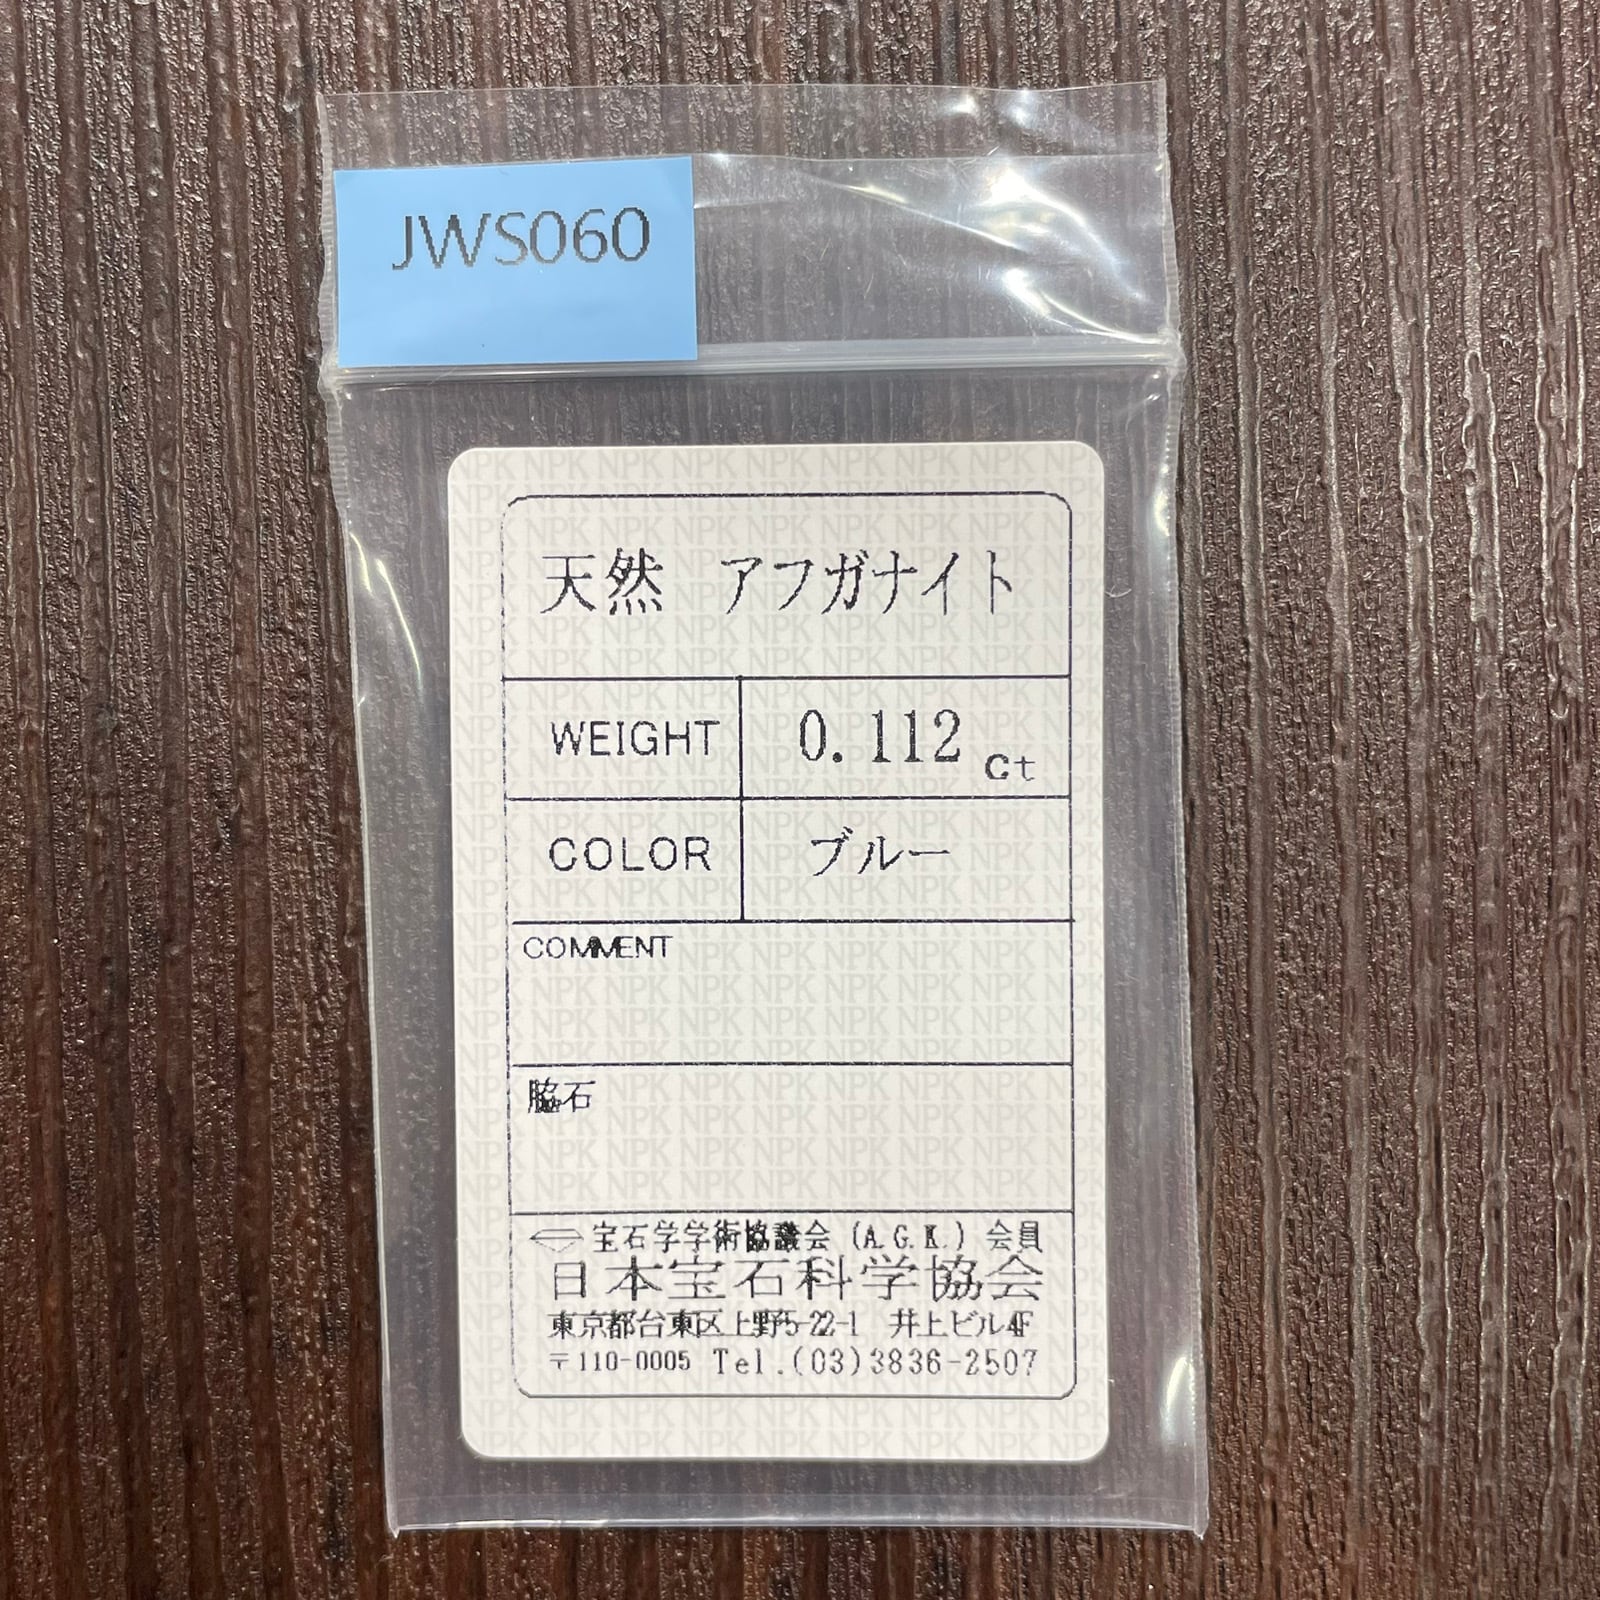 JWS060
天然　アフガナイト
WEIGHT 0.112 ct
COLOR ブルー
COMMENT
脇石
宝石学学術協議会 (A.G.K.) 会員
日本宝石科学協会
東京都台東区上野5-22-1　井上ビル4F
〒110-0005 Tel.(03)3836-2507